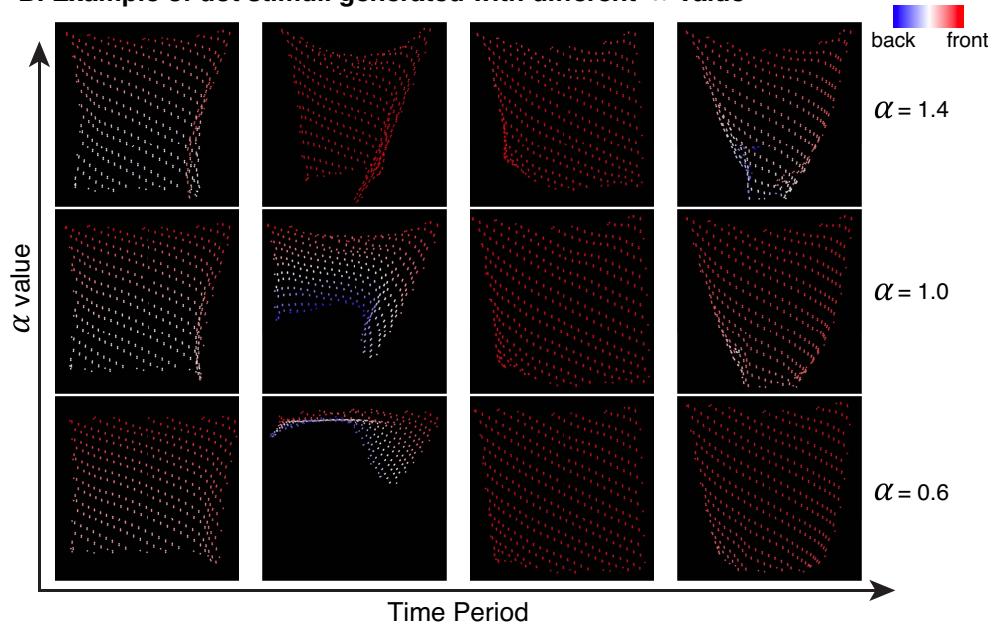 back front
α = 1.4
α value
α = 1.0
α = 0.6
Time Period